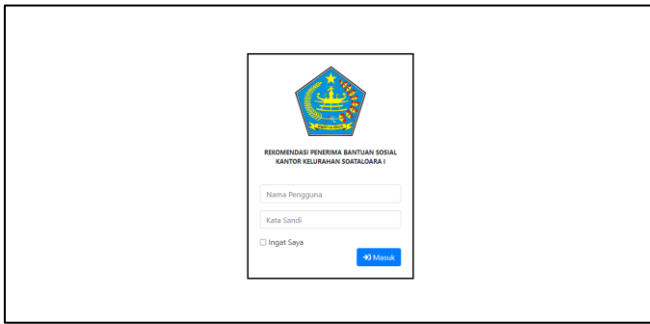 REKOMENDASI PENERIMA BANTUAN SOSIAL
KANTOR KELURAHAN SOATALOARA I
Nama Pengguna
Kata Sandi
Ingat Saya
Masuk